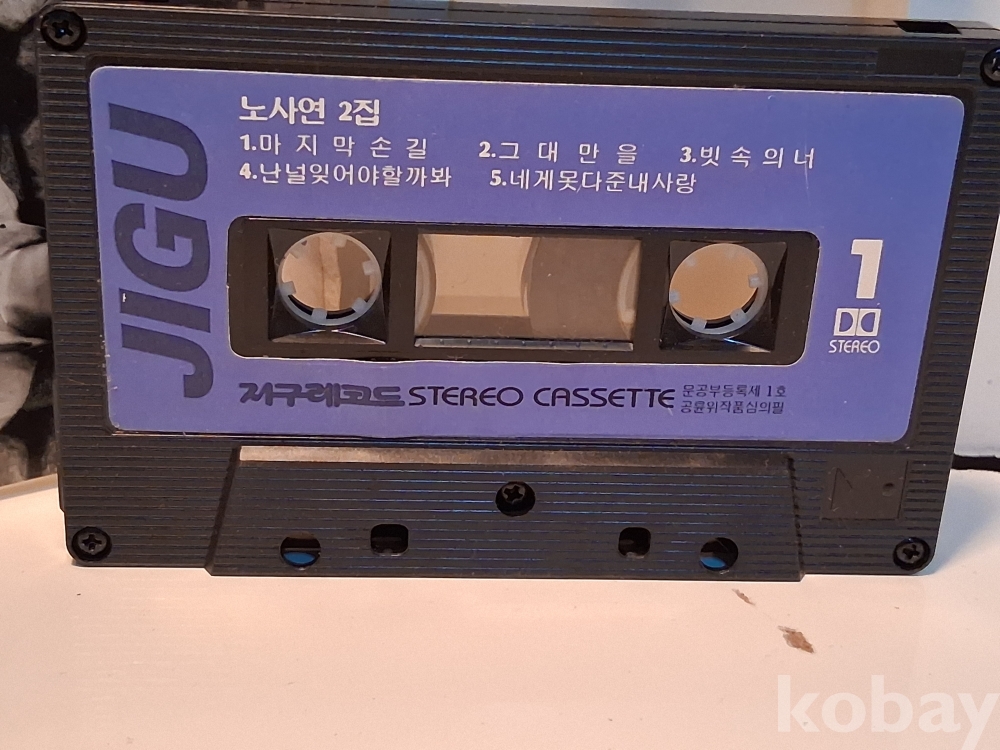 JIGU
노사연 2집
1.마 지 막 손 길 2.그 대 만 을 3.빗 속 의 너
4.난널잊어야할까봐 5.네게못다준내사랑
1
STEREO
지구레코드 STEREO CASSETTE 문공부등록세 1호
공륜위작품심의필
N
kobay